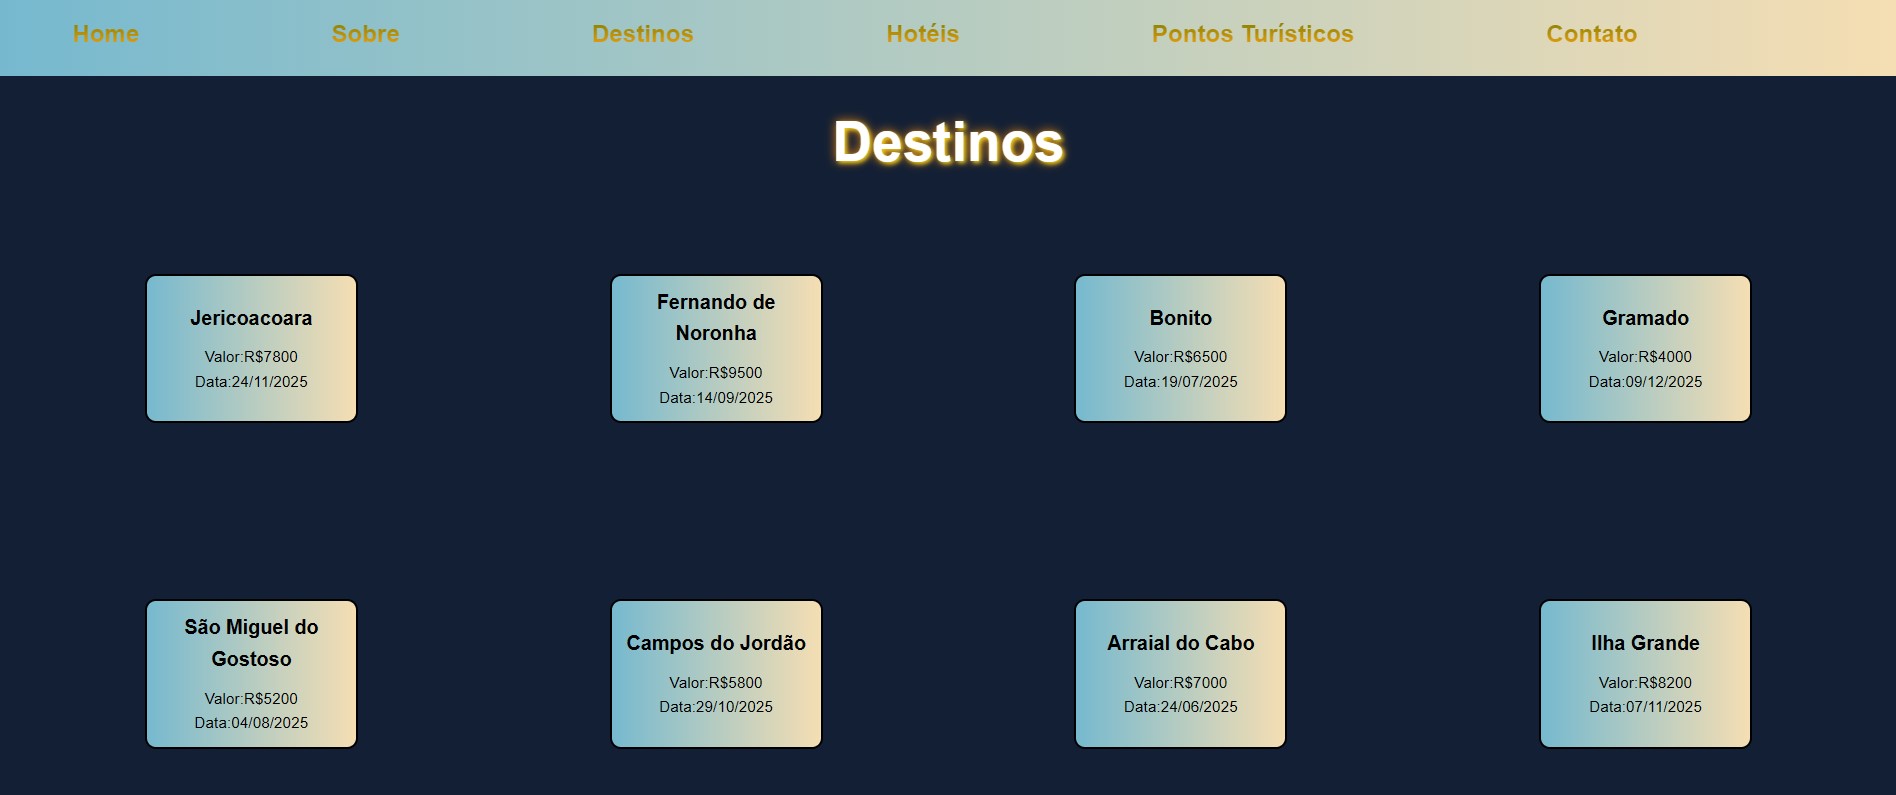 Home Sobre Destinos Hotéis Pontos Turísticos Contato
Destinos
Jericoacoara
Valor:R$7800
Data:24/11/2025
Fernando de
Noronha
Valor:R$9500
Data:14/09/2025
Bonito
Valor:R$6500
Data:19/07/2025
Gramado
Valor:R$4000
Data:09/12/2025
São Miguel do
Gostoso
Valor:R$5200
Data:04/08/2025
Campos do Jordão
Valor:R$5800
Data:29/10/2025
Arraial do Cabo
Valor:R$7000
Data:24/06/2025
Ilha Grande
Valor:R$8200
Data:07/11/2025